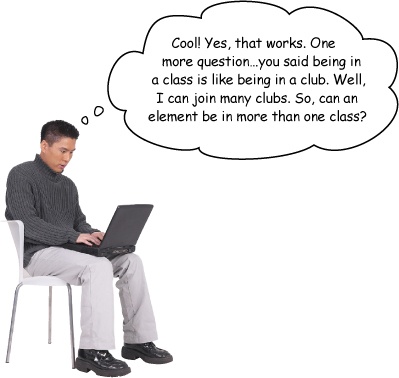 Cool! Yes, that works. One
more question...you said being in
a class is like being in a club. Well,
I can join many clubs. So, can an
element be in more than one class?